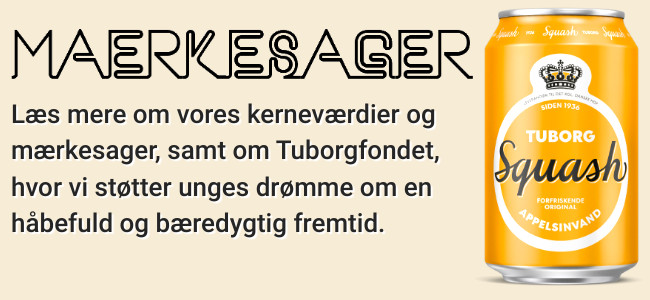 MAERKESAGER
Læs mere om vores kerneværdier og
mærkesager, samt om Tuborgfondet,
hvor vi støtter unges drømme om en
håbefuld og bæredygtig fremtid.
Squash
SIDEN 1936
TUBORG
Squash
FORFRISKENDE
ORIGINAL
APPELSINVAND